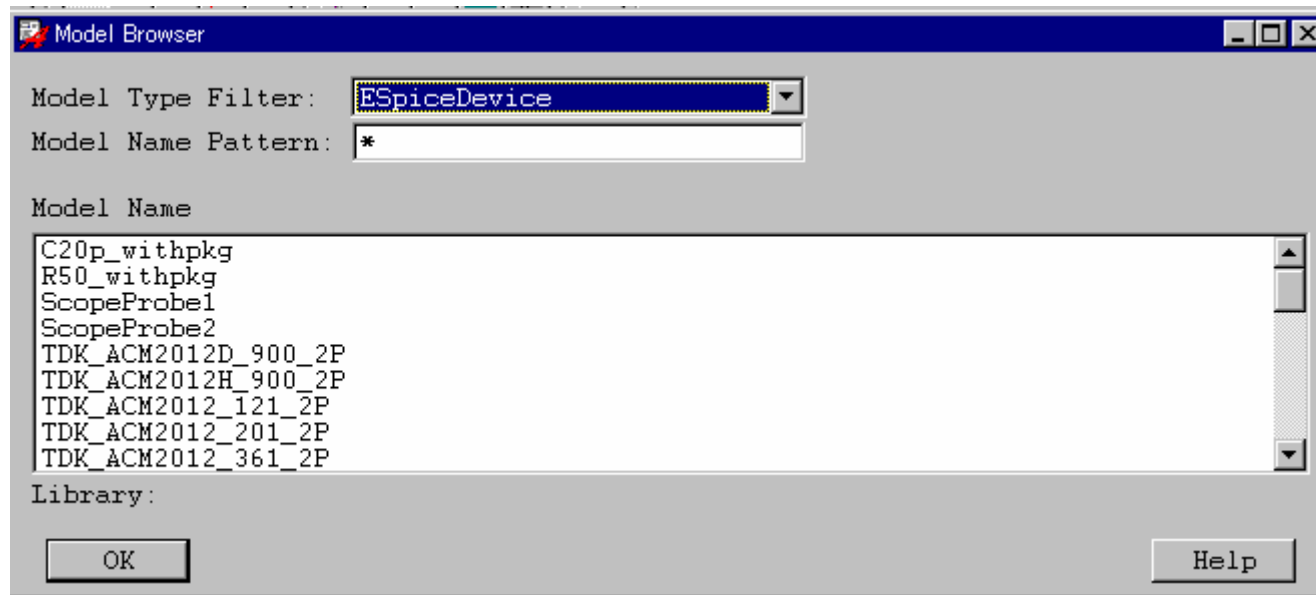 Model Browser
Model Type Filter: ESpiceDevice
Model Name Pattern: *
Model Name
C20p_withpkg
R50_withpkg
ScopeProbe1
ScopeProbe2
TDK_ACM2012D_900_2P
TDK_ACM2012H_900_2P
TDK_ACM2012_121_2P
TDK_ACM2012_201_2P
TDK_ACM2012_361_2P
Library:
OK Help